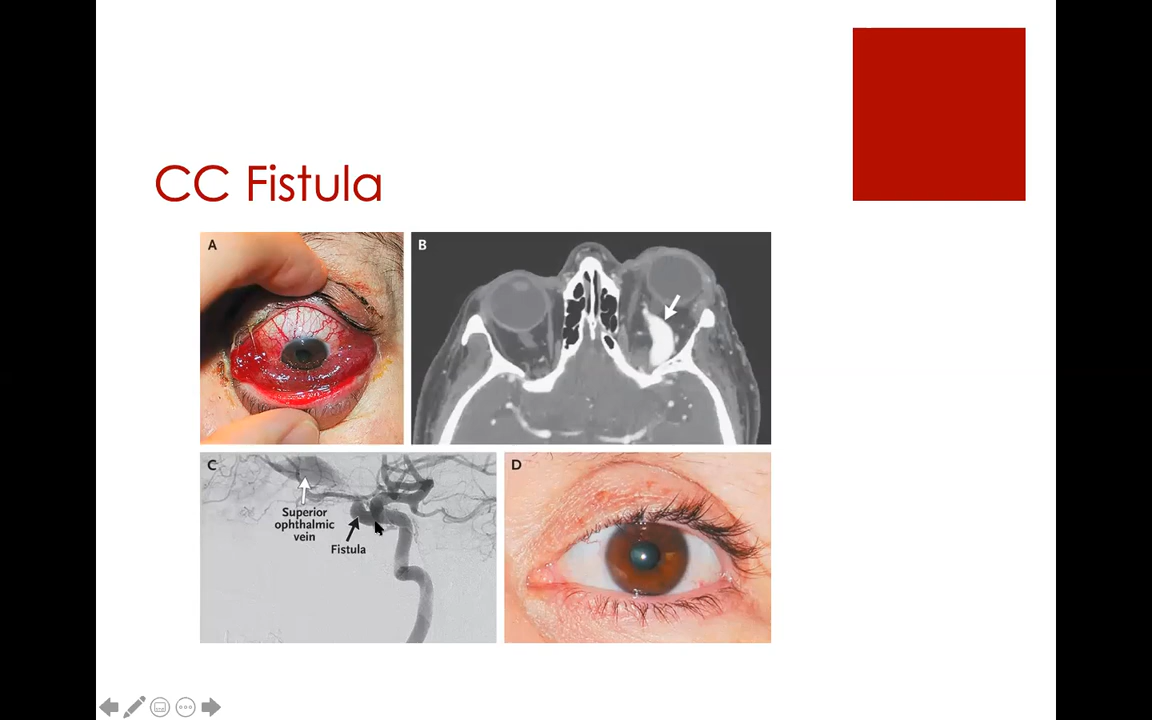 CC Fistula
A
B
C
Superior
ophthalmic
vein
Fistula
D